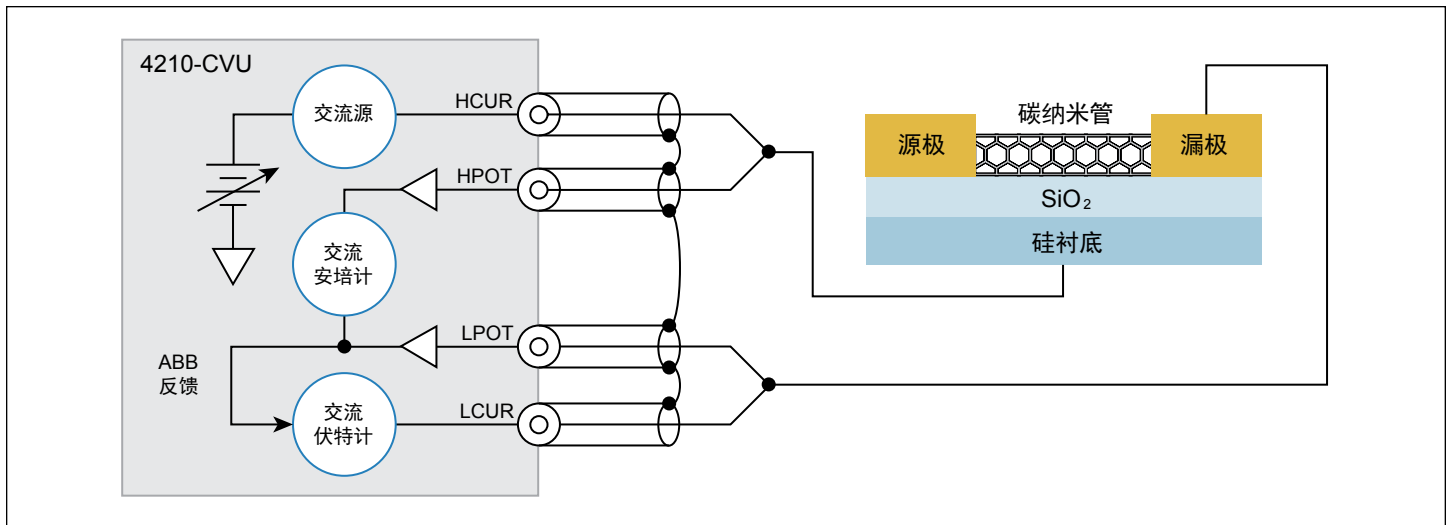 4210-CVU
交流源
HCUR
HPOT
交流
安培计
LPOT
ABB
反馈
交流
伏特计
LCUR
碳纳米管
源极
漏极
SiO₂
硅衬底